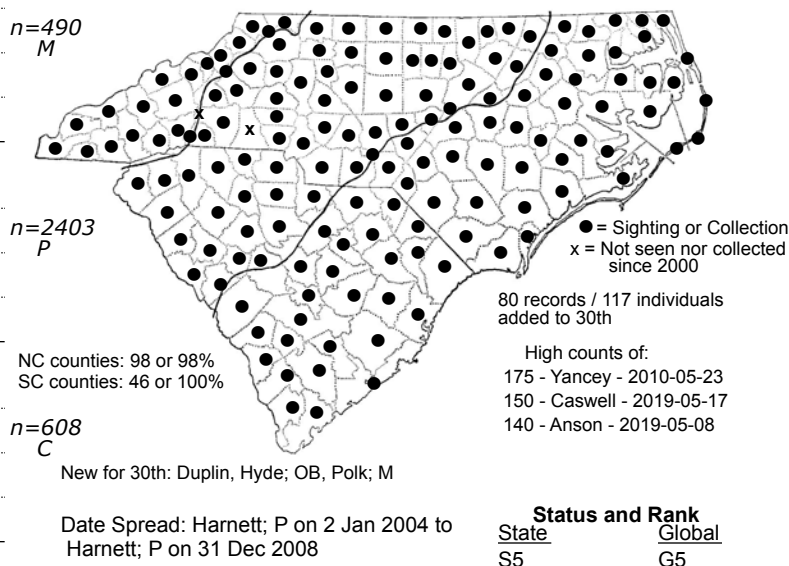 n=490
M
n=2403
P
● = Sighting or Collection
x = Not seen nor collected
since 2000
80 records / 117 individuals
added to 30th
NC counties: 98 or 98%
SC counties: 46 or 100%
High counts of:
175 - Yancey - 2010-05-23
150 - Caswell - 2019-05-17
140 - Anson - 2019-05-08
n=608
C
New for 30th: Duplin, Hyde; OB, Polk; M
Date Spread: Harnett; P on 2 Jan 2004 to
Harnett; P on 31 Dec 2008
Status and Rank
State Global
S5 G5
x
x